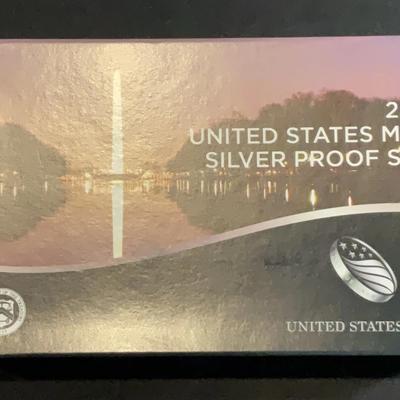 2
UNITED STATES M
SILVER PROOF S
UNITED STATES